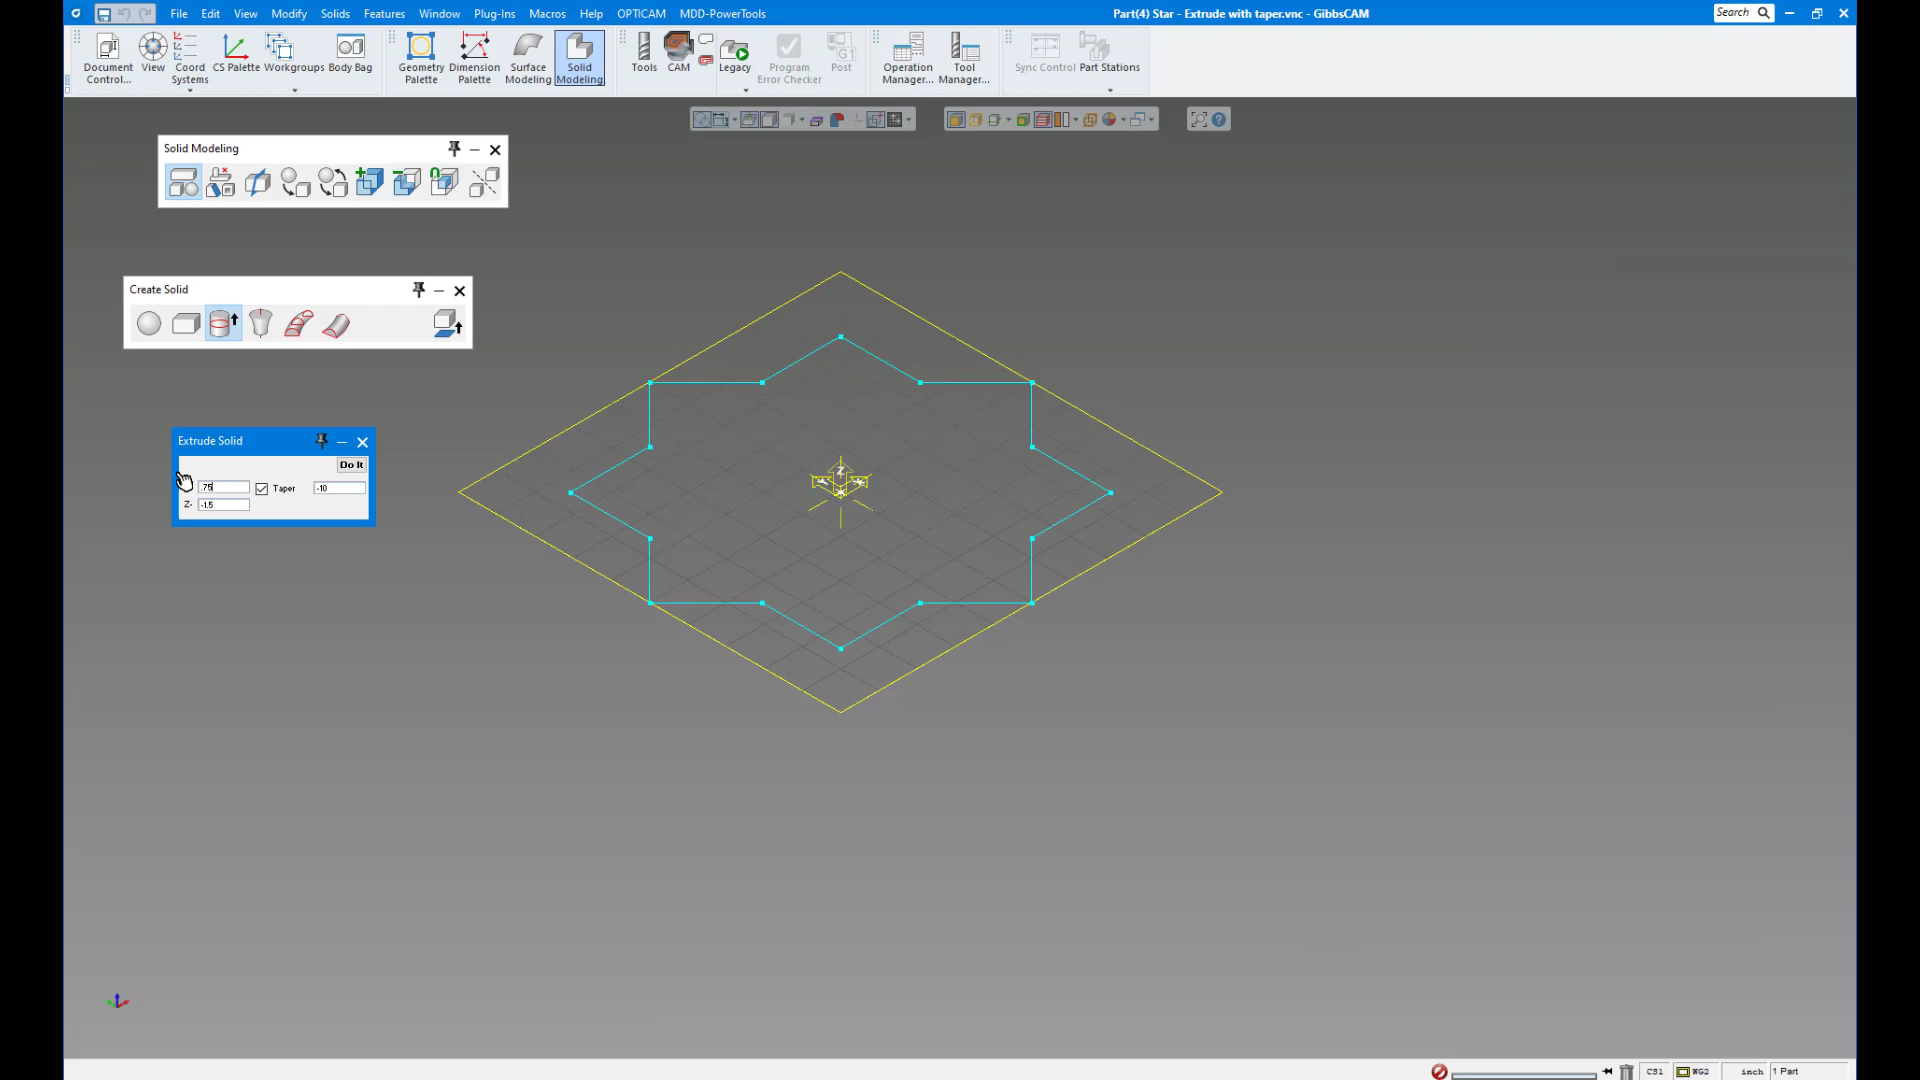 File Edit View Modify Solids Features Window Plug-Ins Macros Help OPTICAM MDD-PowerTools
Part(4) Star - Extrude with taper.vnc - GibbsCAM
Search
Document Control...
View
Coord Systems
CS Palette
Workgroups
Body Bag
Geometry Palette
Dimension Palette
Surface Modeling
Solid Modeling
Tools
CAM
Legacy
Program Error Checker
Post
Operation Manager...
Tool Manager...
Sync Control
Part Stations
Solid Modeling
Create Solid
Extrude Solid
Do It
.75
Taper
-10
Z-
-1.5
Z
CS1
WG2
inch
1 Part